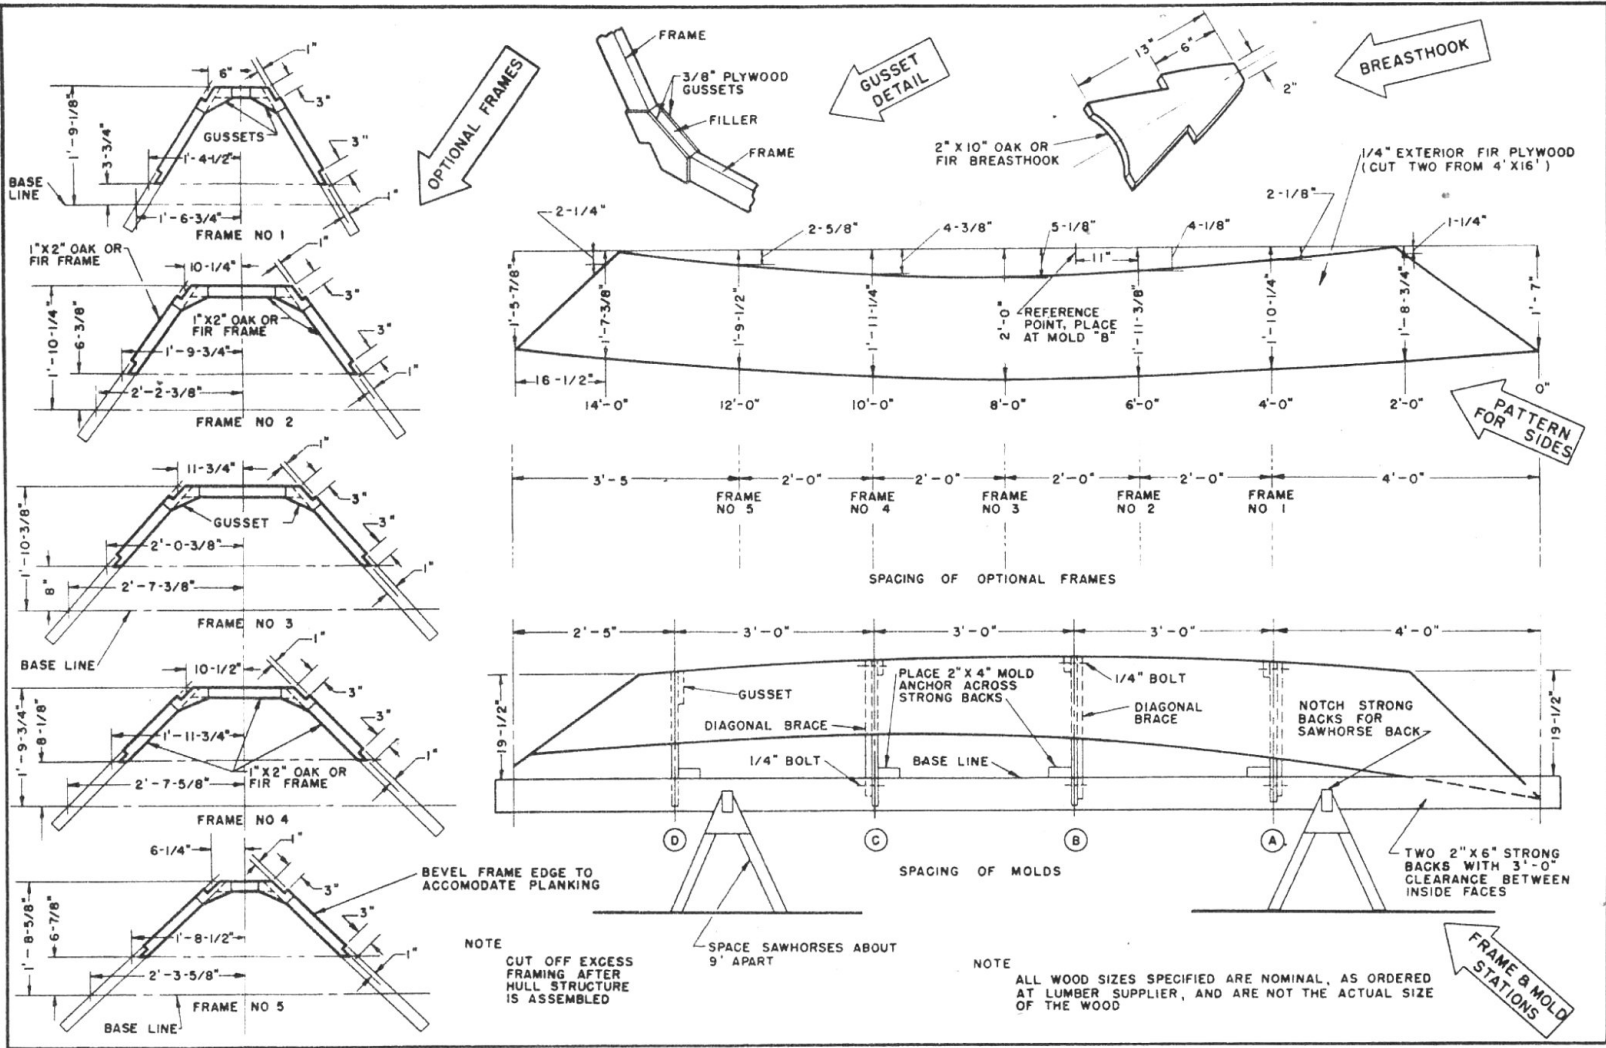 6"
1"
3"
GUSSETS
3"
1'-9-1/8"
3-3/4"
1'-4-1/2"
BASE
LINE
1'-6-3/4"
1"
FRAME NO 1
1"X2" OAK OR
FIR FRAME
10-1/4"
1"
3"
1"X2" OAK OR
FIR FRAME
3"
1'-10-1/4"
6-3/8"
1'-9-3/4"
1"
2'-2-3/8"
FRAME NO 2
11-3/4"
1"
3"
GUSSET
3"
1'-10-3/8"
2'-0-3/8"
1"
8"
2'-7-3/8"
FRAME NO 3
BASE LINE
10-1/2"
1"
3"
3"
1'-9-3/4"
8-1/8"
1'-11-3/4"
1"
1"X2" OAK OR
FIR FRAME
2'-7-5/8"
FRAME NO 4
6-1/4"
1"
3"
BEVEL FRAME EDGE TO
ACCOMODATE PLANKING
3"
1'-8-5/8"
6-7/8"
1'-8-1/2"
1"
2'-3-5/8"
FRAME NO 5
BASE LINE
OPTIONAL FRAMES
FRAME
3/8" PLYWOOD
GUSSETS
FILLER
FRAME
GUSSET
DETAIL
13"
6"
2"
2"X10" OAK OR
FIR BREASTHOOK
BREASTHOOK
1/4" EXTERIOR FIR PLYWOOD
(CUT TWO FROM 4'X16')
2-1/4"
2-5/8"
4-3/8"
5-1/8"
4-1/8"
2-1/8"
1-1/4"
11"
1'-5-7/8"
1'-7-3/8"
1'-9-1/2"
1'-11-1/4"
2'-0"
1'-11-3/8"
1'-10-1/4"
1'-8-3/4"
1'-7"
REFERENCE
POINT, PLACE
AT MOLD "B"
16-1/2"
14'-0"
12'-0"
10'-0"
8'-0"
6'-0"
4'-0"
2'-0"
0"
PATTERN
FOR SIDES
3'-5
2'-0"
2'-0"
2'-0"
2'-0"
4'-0"
FRAME
NO 5
FRAME
NO 4
FRAME
NO 3
FRAME
NO 2
FRAME
NO 1
SPACING OF OPTIONAL FRAMES
2'-5"
3'-0"
3'-0"
3'-0"
4'-0"
19-1/2"
GUSSET
DIAGONAL BRACE
PLACE 2"X4" MOLD
ANCHOR ACROSS
STRONG BACKS
1/4" BOLT
DIAGONAL
BRACE
NOTCH STRONG
BACKS FOR
SAWHORSE BACK
19-1/2"
1/4" BOLT
BASE LINE
D
C
B
A
SPACING OF MOLDS
TWO 2"X6" STRONG
BACKS WITH 3'-0"
CLEARANCE BETWEEN
INSIDE FACES
SPACE SAWHORSES ABOUT
9' APART
NOTE
CUT OFF EXCESS
FRAMING AFTER
HULL STRUCTURE
IS ASSEMBLED
NOTE
ALL WOOD SIZES SPECIFIED ARE NOMINAL, AS ORDERED
AT LUMBER SUPPLIER, AND ARE NOT THE ACTUAL SIZE
OF THE WOOD
FRAME & MOLD
STATIONS